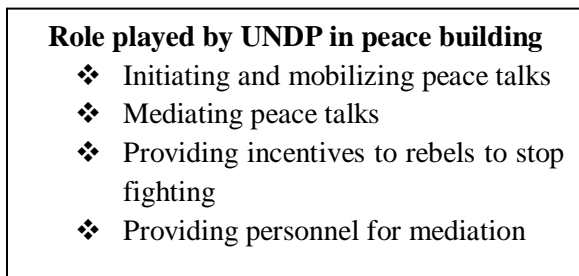 Role played by UNDP in peace building
❖ Initiating and mobilizing peace talks
❖ Mediating peace talks
❖ Providing incentives to rebels to stop
fighting
❖ Providing personnel for mediation